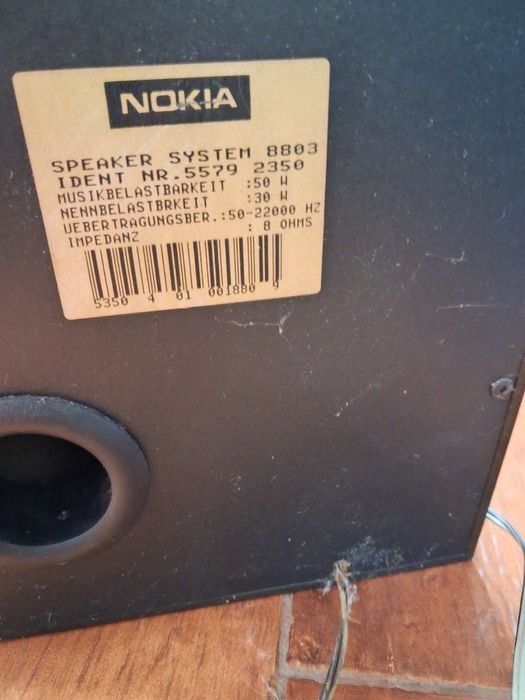 NOKIA
SPEAKER SYSTEM 8803
IDENT NR.5579 2350
MUSIKBELASTBARKEIT :50 W
NENNBELASTBRKEIT :30 W
UEBERTRAGUNGSBER.:50-22000 HZ
IMPEDANZ : 8 OHMS
5350 4 01 001880 9